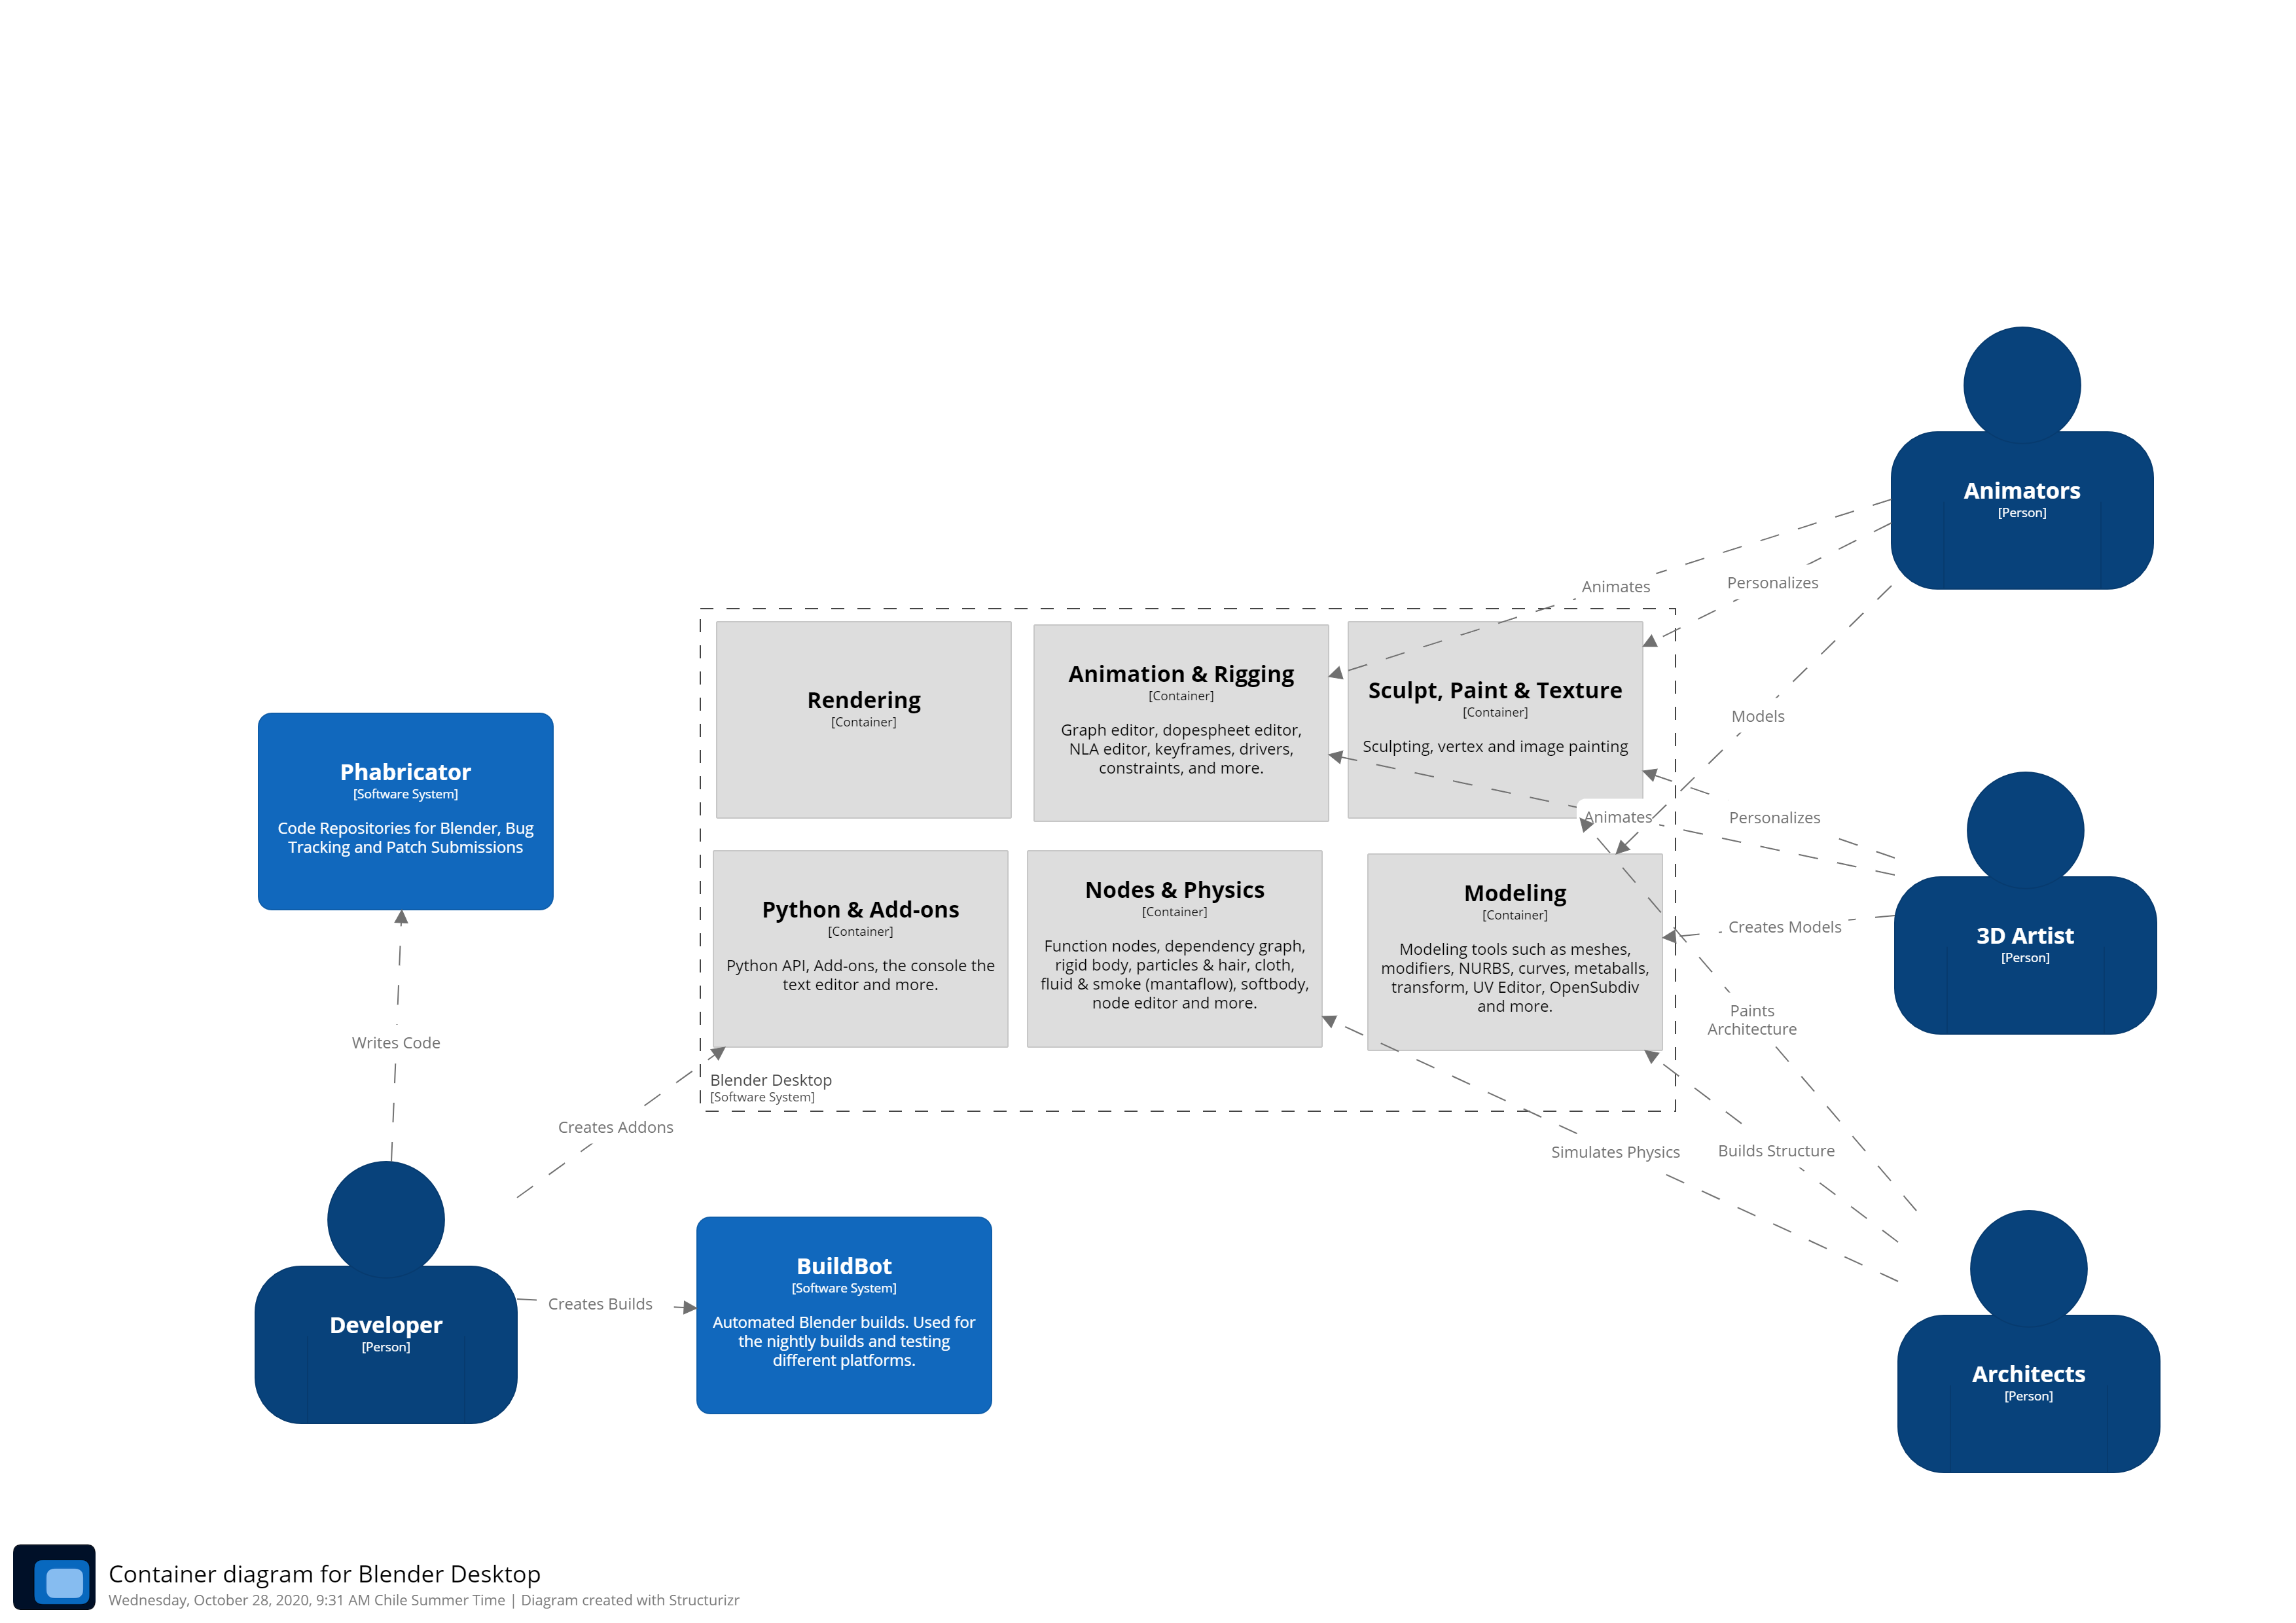 Animators
[Person]
Animates
Personalizes
Rendering
[Container]
Animation & Rigging
[Container]
Graph editor, dopespheet editor,
NLA editor, keyframes, drivers,
constraints, and more.
Sculpt, Paint & Texture
[Container]
Sculpting, vertex and image painting
Models
Phabricator
[Software System]
Code Repositories for Blender, Bug
Tracking and Patch Submissions
Animates
Personalizes
Python & Add-ons
[Container]
Python API, Add-ons, the console the
text editor and more.
Nodes & Physics
[Container]
Function nodes, dependency graph,
rigid body, particles & hair, cloth,
fluid & smoke (mantaflow), softbody,
node editor and more.
Modeling
[Container]
Modeling tools such as meshes,
modifiers, NURBS, curves, metaballs,
transform, UV Editor, OpenSubdiv
and more.
Creates Models
3D Artist
[Person]
Paints
Architecture
Writes Code
Blender Desktop
[Software System]
Creates Addons
Simulates Physics
Builds Structure
Creates Builds
BuildBot
[Software System]
Automated Blender builds. Used for
the nightly builds and testing
different platforms.
Developer
[Person]
Architects
[Person]
Container diagram for Blender Desktop
Wednesday, October 28, 2020, 9:31 AM Chile Summer Time | Diagram created with Structurizr